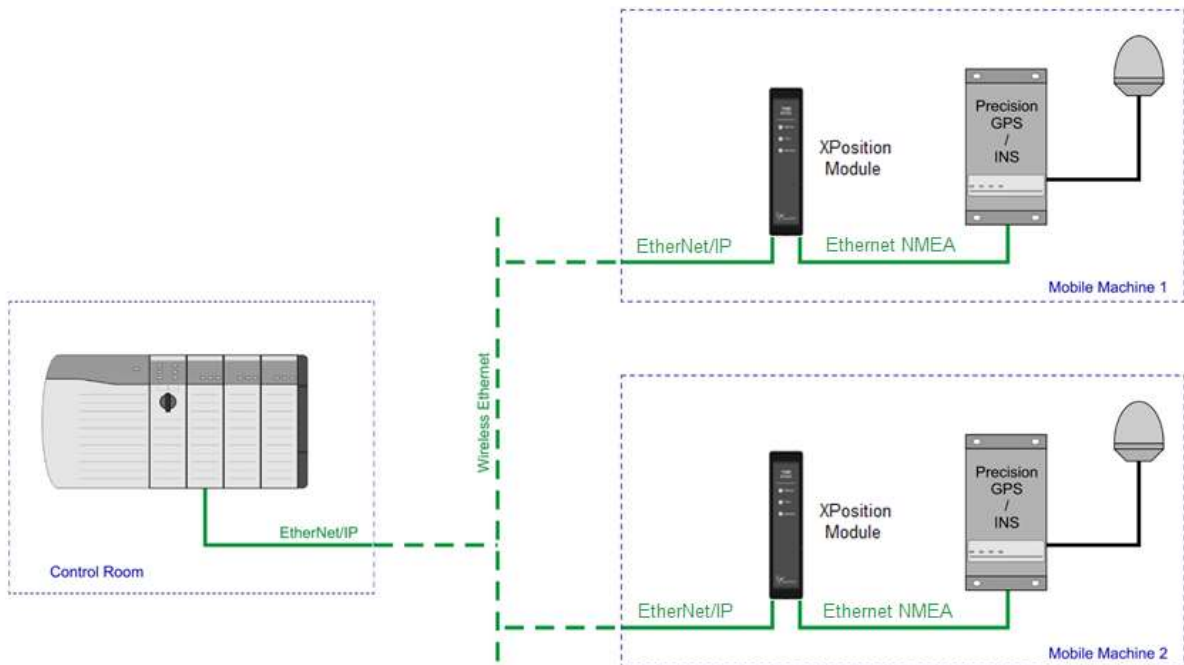 Precision
GPS
/
INS
XPosition
Module
EtherNet/IP
Ethernet NMEA
Mobile Machine 1
Wireless Ethernet
EtherNet/IP
Control Room
Precision
GPS
/
INS
XPosition
Module
EtherNet/IP
Ethernet NMEA
Mobile Machine 2